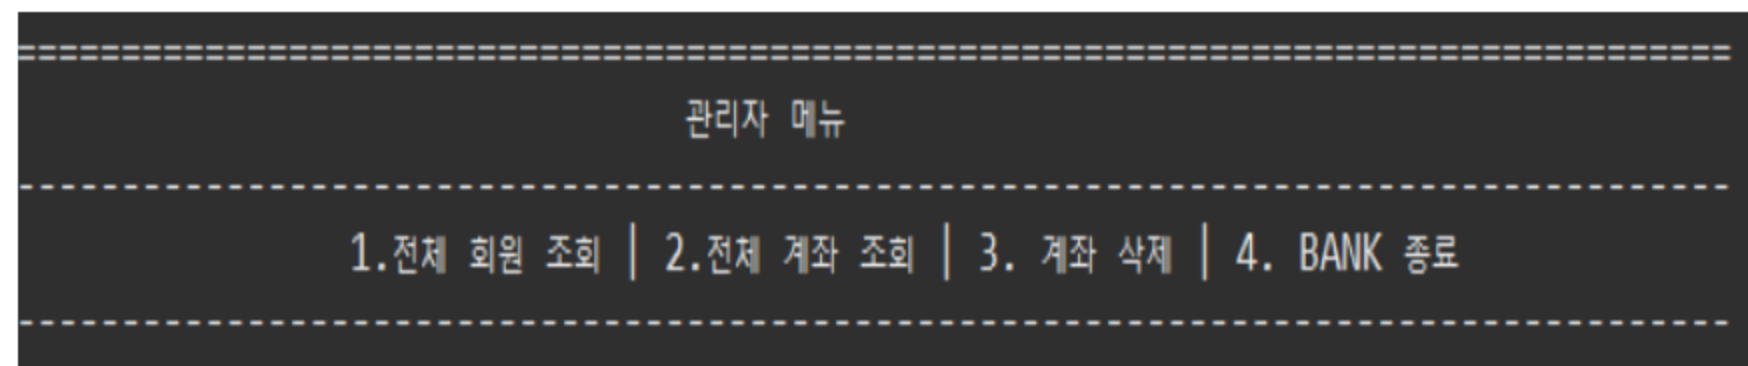 ==================================================================================
관리자 메뉴
----------------------------------------------------------------------------------
1.전체 회원 조회 | 2.전체 계좌 조회 | 3. 계좌 삭제 | 4. BANK 종료
----------------------------------------------------------------------------------